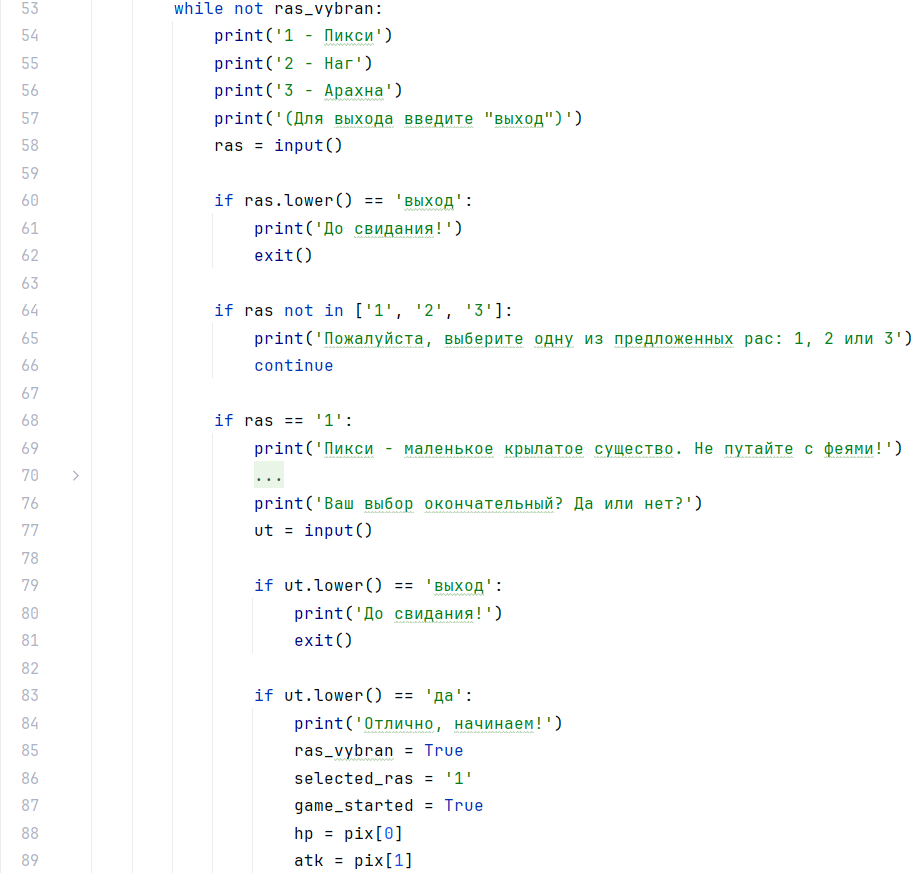 53 while not ras_vybran:
54 print('1 - Пикси')
55 print('2 - Наг')
56 print('3 - Арахна')
57 print('(Для выхода введите "выход")')
58 ras = input()
59
60 if ras.lower() == 'выход':
61 print('До свидания!')
62 exit()
63
64 if ras not in ['1', '2', '3']:
65 print('Пожалуйста, выберите одну из предложенных рас: 1, 2 или 3')
66 continue
67
68 if ras == '1':
69 print('Пикси - маленькое крылатое существо. Не путайте с феями!')
70 ...
76 print('Ваш выбор окончательный? Да или нет?')
77 ut = input()
78
79 if ut.lower() == 'выход':
80 print('До свидания!')
81 exit()
82
83 if ut.lower() == 'да':
84 print('Отлично, начинаем!')
85 ras_vybran = True
86 selected_ras = '1'
87 game_started = True
88 hp = pix[0]
89 atk = pix[1]